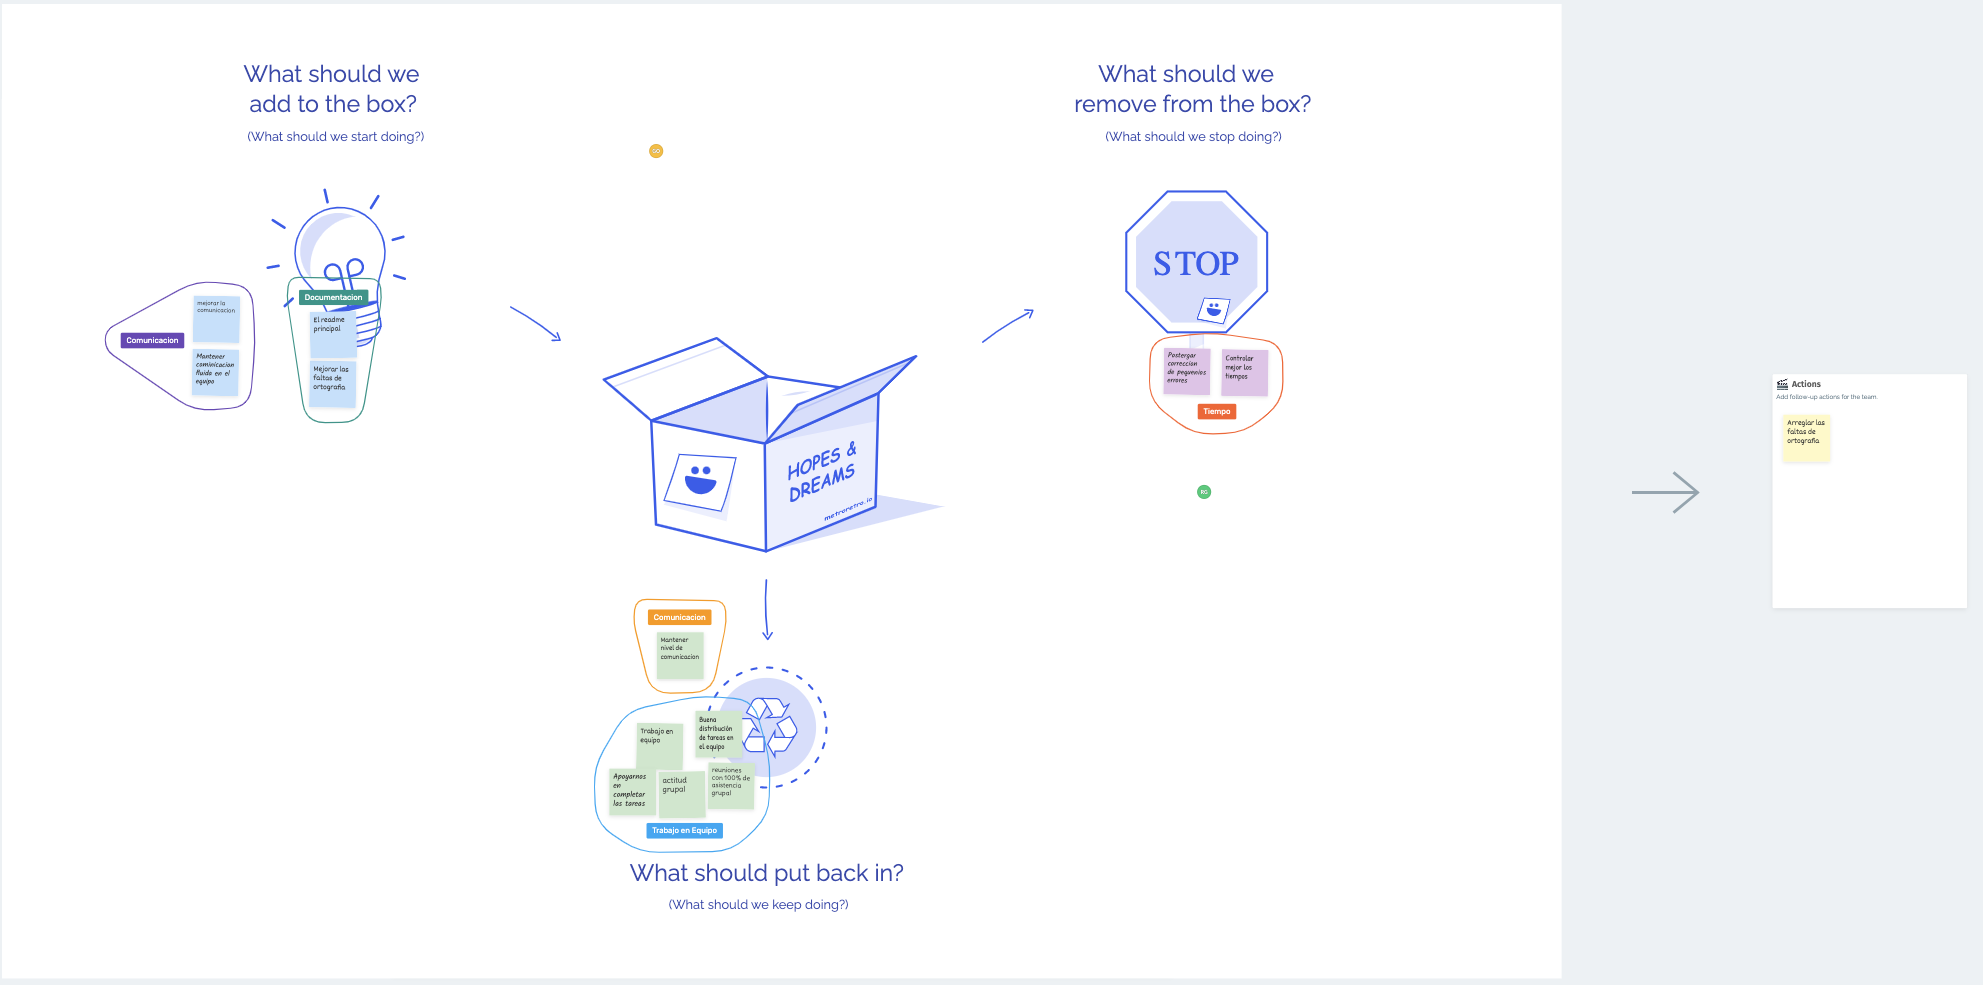 What should we
add to the box?
(What should we start doing?)
What should we
remove from the box?
(What should we stop doing?)
GO
STOP
Comunicacion
mejorar la
comunicacion
Mantener
cominicacion
fluida en el
equipo
Documentacion
El readme
principal
Mejorar las
faltas de
ortografia
HOPES &
DREAMS
metroretro.io
Postergar
correccion
de pequenios
errores
Controlar
mejor los
tiempos
Tiempo
RG
Actions
Add follow-up actions for the team
Arreglar las
faltas de
ortografia
Comunicacion
Mantener
nivel de
comunicacion
Trabajo en
equipo
Buena
distribución
de tareas en
el equipo
Apoyarnos
en
completar
las tareas
actitud
grupal
reuniones
con 100% de
asistencia
grupal
Trabajo en Equipo
What should put back in?
(What should we keep doing?)